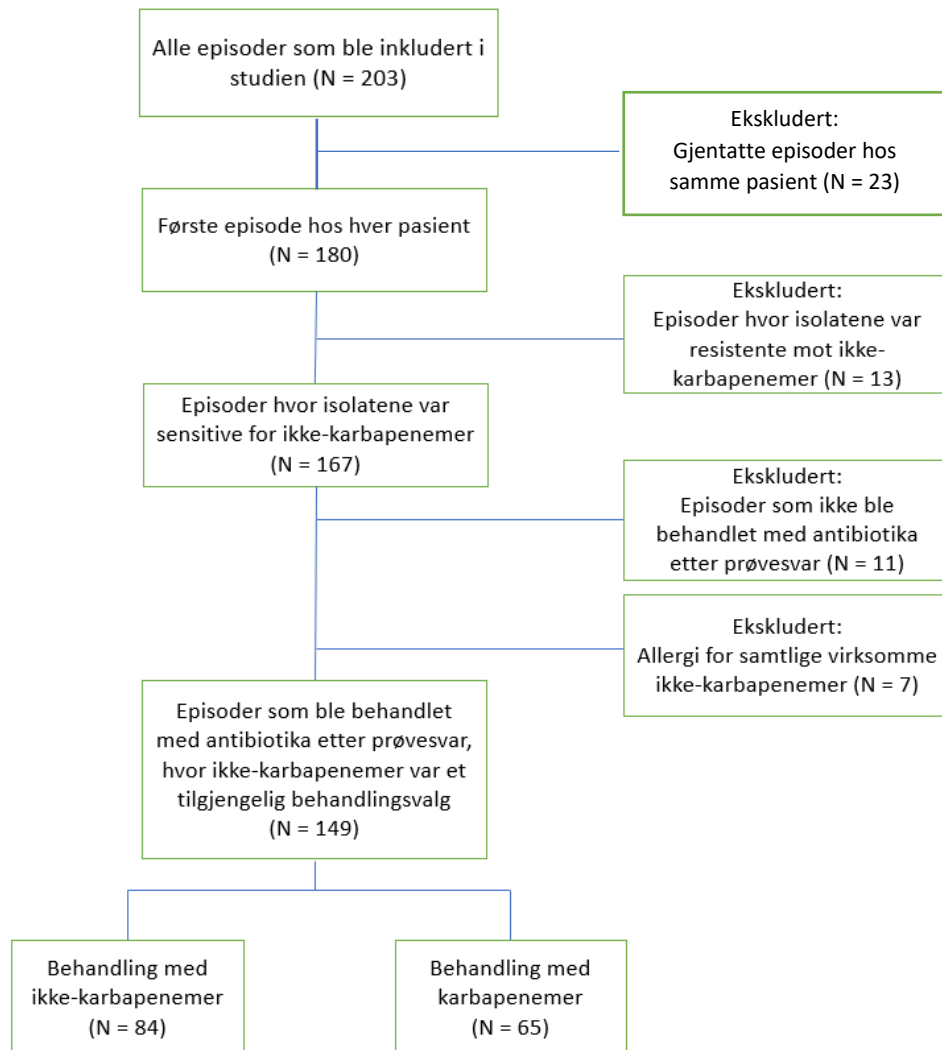 Alle episoder som ble inkludert i
studien (N = 203)
Ekskludert:
Gjentatte episoder hos
samme pasient (N = 23)
Første episode hos hver pasient
(N = 180)
Ekskludert:
Episoder hvor isolatene var
resistente mot ikke-
karbapenemer (N = 13)
Episoder hvor isolatene var
sensitive for ikke-karbapenemer
(N = 167)
Ekskludert:
Episoder som ikke ble
behandlet med antibiotika
etter prøvesvar (N = 11)
Ekskludert:
Allergi for samtlige virksomme
ikke-karbapenemer (N = 7)
Episoder som ble behandlet
med antibiotika etter prøvesvar,
hvor ikke-karbapenemer var et
tilgjengelig behandlingsvalg
(N = 149)
Behandling med
ikke-karbapenemer
(N = 84)
Behandling med
karbapenemer
(N = 65)